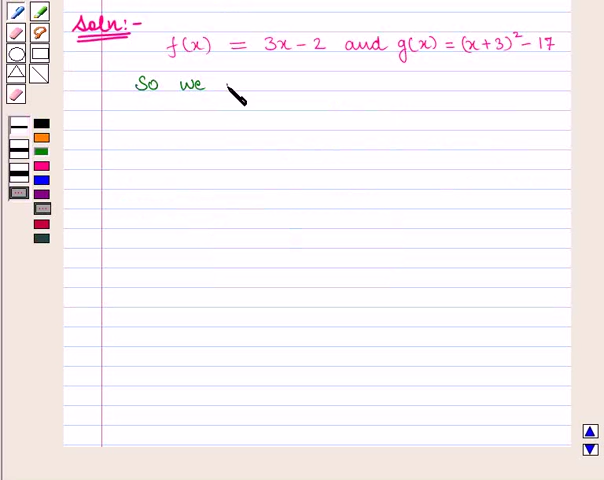 Soln:-
f(x) = 3x - 2 and g(x) = (x+3)² - 17
So we